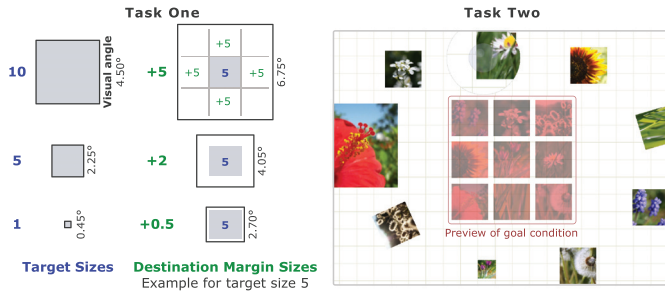 Task One
Task Two
10
Visual angle
4.50°
+5
+5
+5
5
+5
+5
6.75°
5
2.25°
+2
5
4.05°
1
0.45°
+0.5
5
2.70°
Preview of goal condition
Target Sizes
Destination Margin Sizes
Example for target size 5